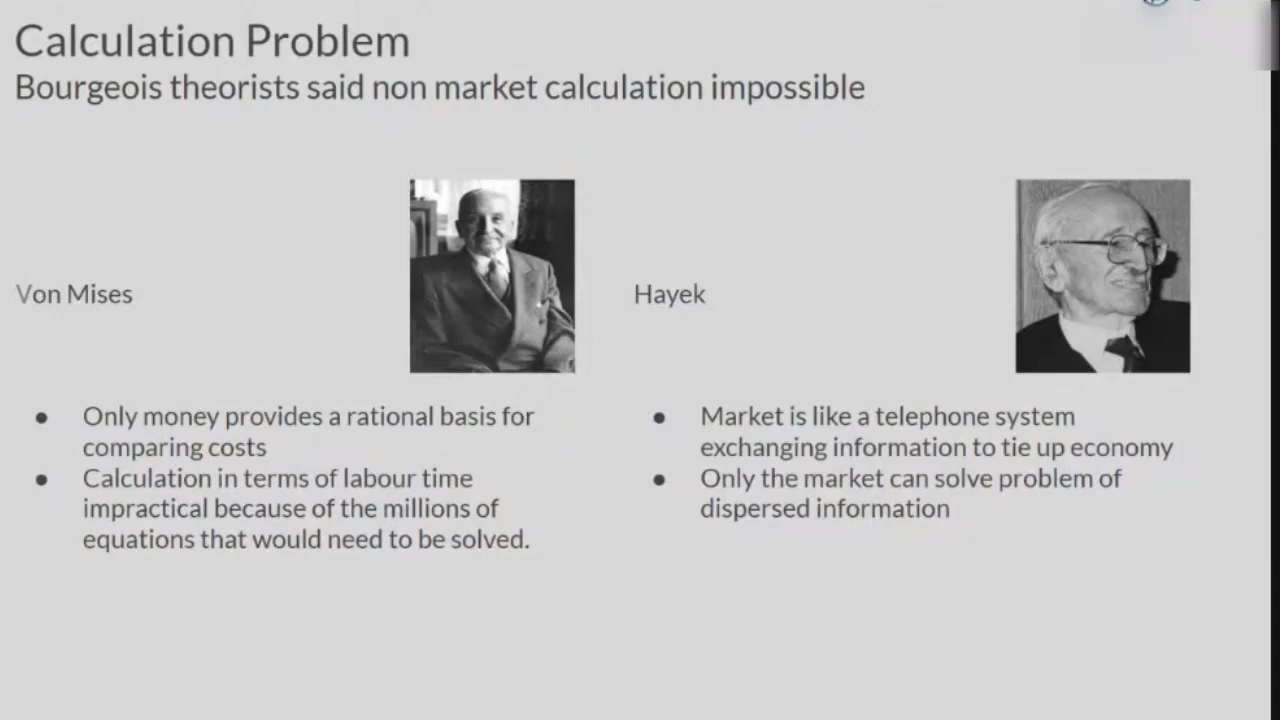 Calculation Problem
Bourgeois theorists said non market calculation impossible
Von Mises
● Only money provides a rational basis for
comparing costs
● Calculation in terms of labour time
impractical because of the millions of
equations that would need to be solved.
Hayek
● Market is like a telephone system
exchanging information to tie up economy
● Only the market can solve problem of
dispersed information